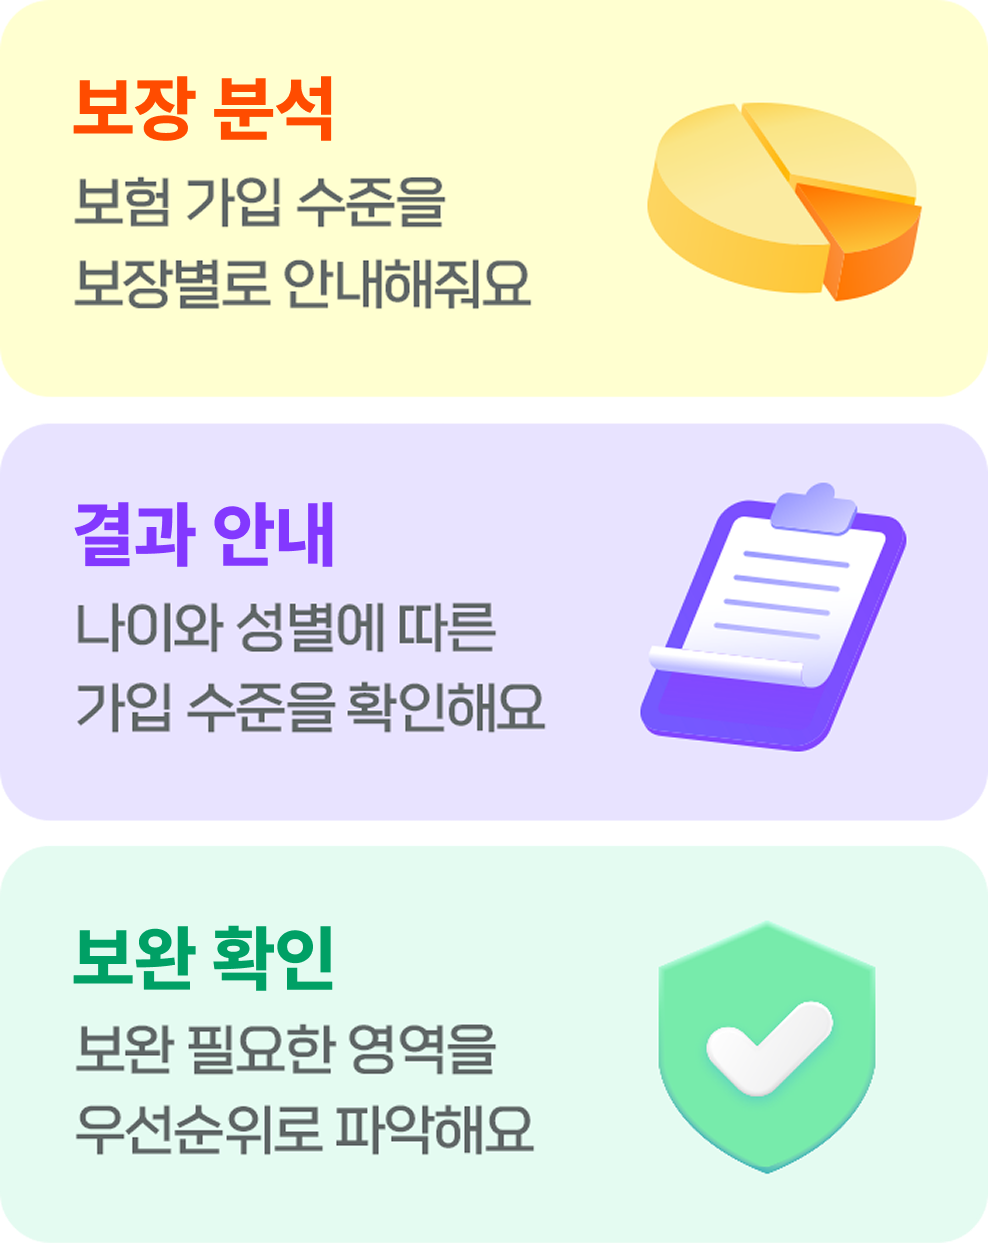 보장 분석
보험 가입 수준을
보장별로 안내해줘요
결과 안내
나이와 성별에 따른
가입 수준을 확인해요
보완 확인
보완 필요한 영역을
우선순위로 파악해요